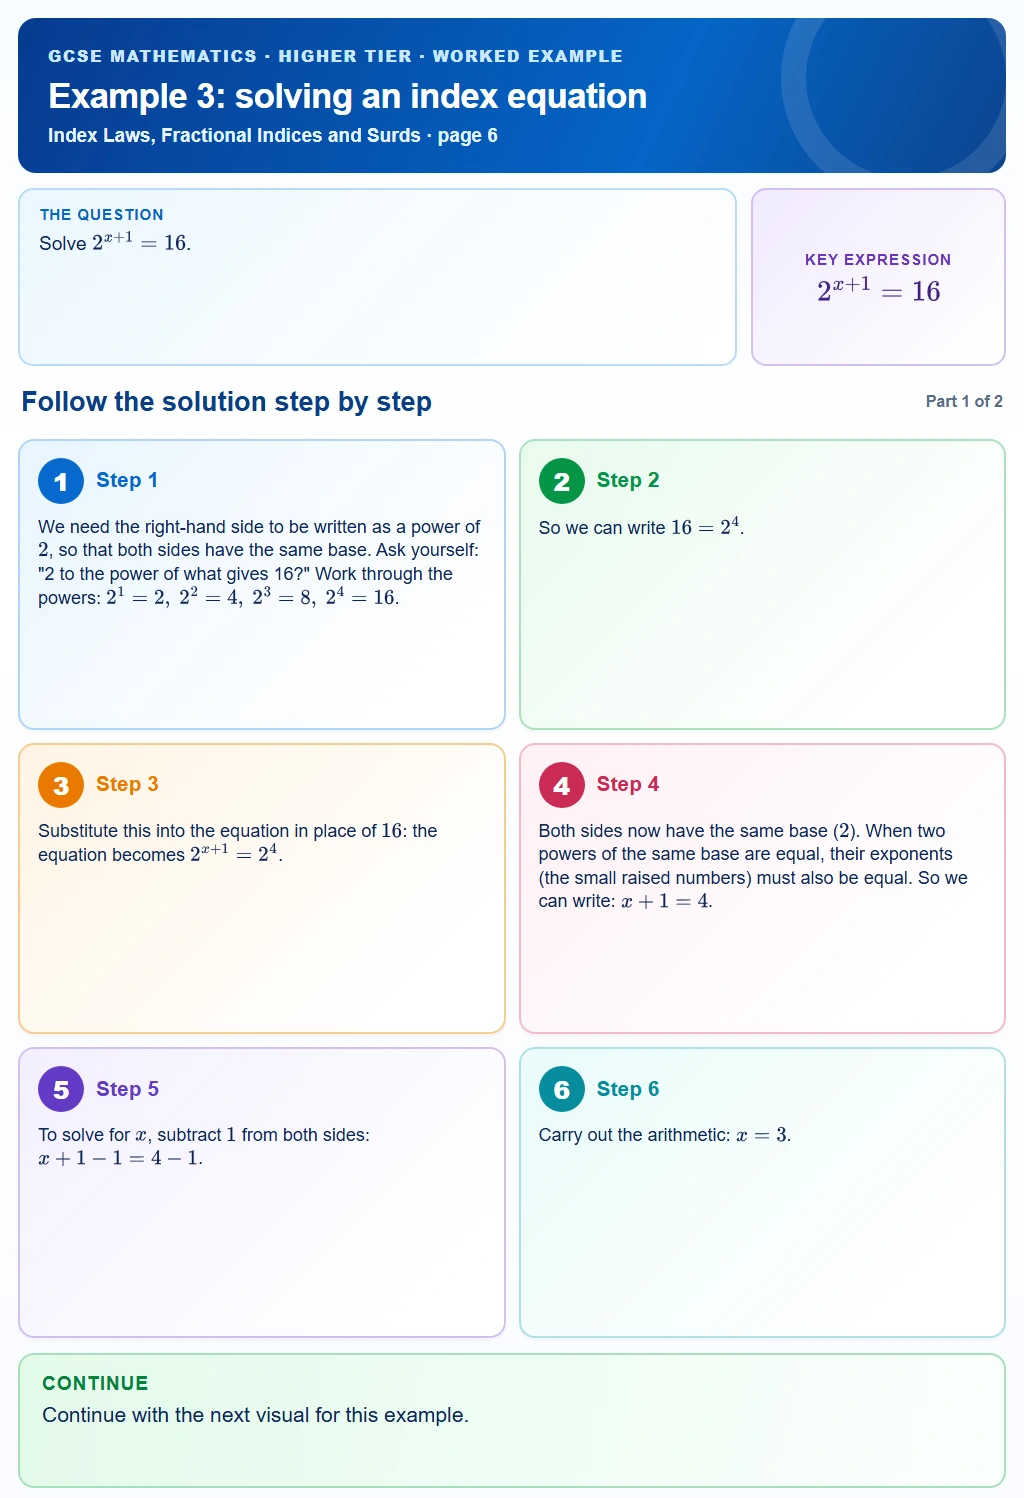 GCSE MATHEMATICS · HIGHER TIER · WORKED EXAMPLE
Example 3: solving an index equation
Index Laws, Fractional Indices and Surds · page 6
THE QUESTION
Solve $2^{x+1} = 16$.
KEY EXPRESSION
$2^{x+1} = 16$
Follow the solution step by step
Part 1 of 2
1 Step 1
We need the right-hand side to be written as a power of
2, so that both sides have the same base. Ask yourself:
"2 to the power of what gives 16?" Work through the
powers: $2^1 = 2,\ 2^2 = 4,\ 2^3 = 8,\ 2^4 = 16$.
2 Step 2
So we can write $16 = 2^4$.
3 Step 3
Substitute this into the equation in place of 16: the
equation becomes $2^{x+1} = 2^4$.
4 Step 4
Both sides now have the same base (2). When two
powers of the same base are equal, their exponents
(the small raised numbers) must also be equal. So we
can write: $x + 1 = 4$.
5 Step 5
To solve for $x$, subtract 1 from both sides:
$x + 1 - 1 = 4 - 1$.
6 Step 6
Carry out the arithmetic: $x = 3$.
CONTINUE
Continue with the next visual for this example.